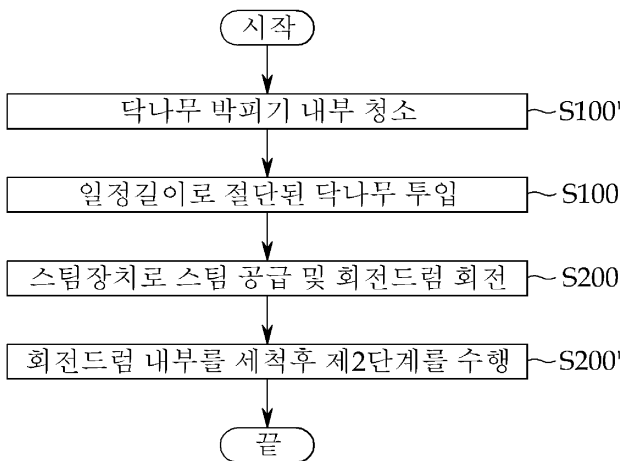 시작
닥나무 박피기 내부 청소 S100'
일정길이로 절단된 닥나무 투입 S100
스팀장치로 스팀 공급 및 회전드럼 회전 S200
회전드럼 내부를 세척후 제2단계를 수행 S200'
끝